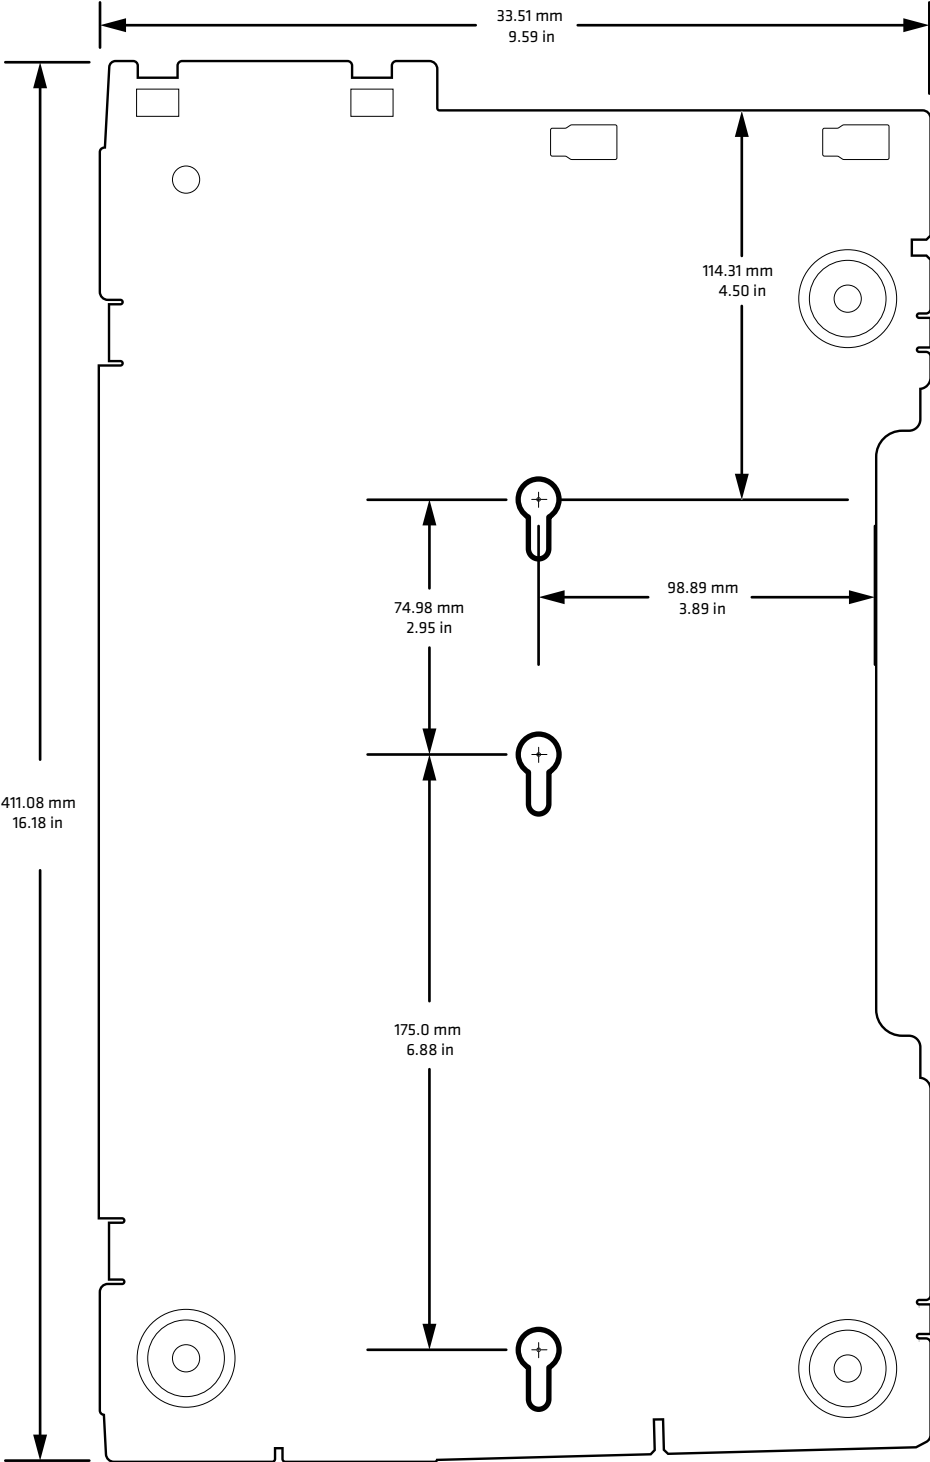 33.51 mm
9.59 in
114.31 mm
4.50 in
98.89 mm
3.89 in
74.98 mm
2.95 in
411.08 mm
16.18 in
175.0 mm
6.88 in